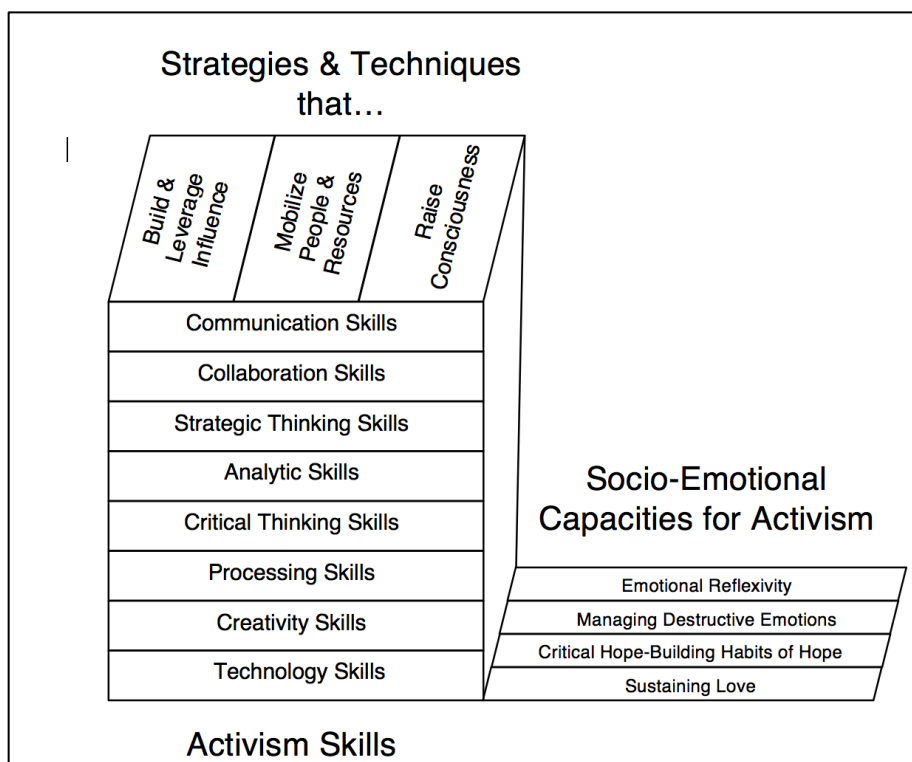 Strategies & Techniques
that…
Build &
Leverage
Influence
Mobilize
People &
Resources
Raise
Consciousness
Communication Skills
Collaboration Skills
Strategic Thinking Skills
Analytic Skills
Critical Thinking Skills
Processing Skills
Creativity Skills
Technology Skills
Activism Skills
Socio-Emotional
Capacities for Activism
Emotional Reflexivity
Managing Destructive Emotions
Critical Hope-Building Habits of Hope
Sustaining Love